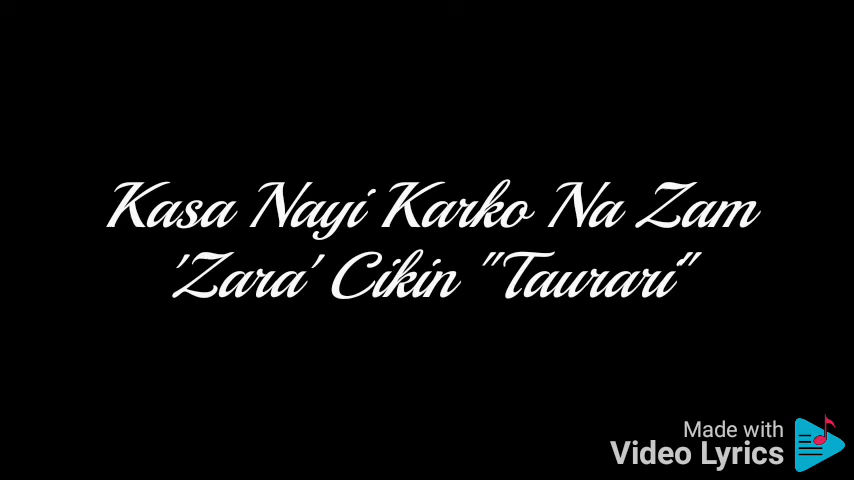 Kasa Nayi Karko Na Zam
'Zara' Cikin "Taurari"
Made with
Video Lyrics